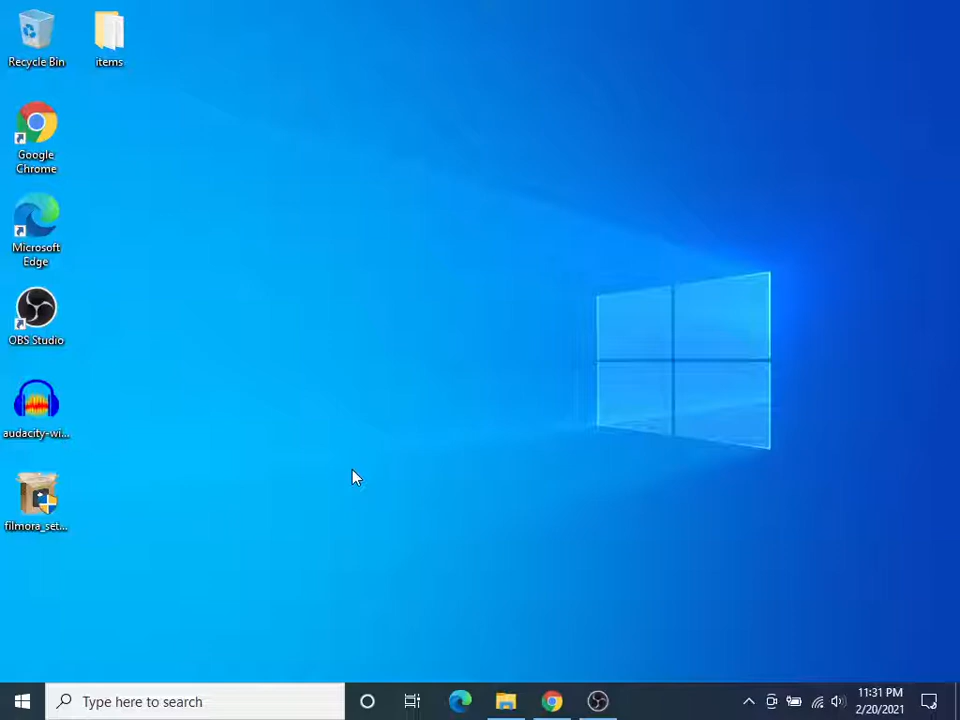 Recycle Bin
items
Google
Chrome
Microsoft
Edge
OBS Studio
audacity-wi...
filmora_set...
Type here to search
11:31 PM
2/20/2021